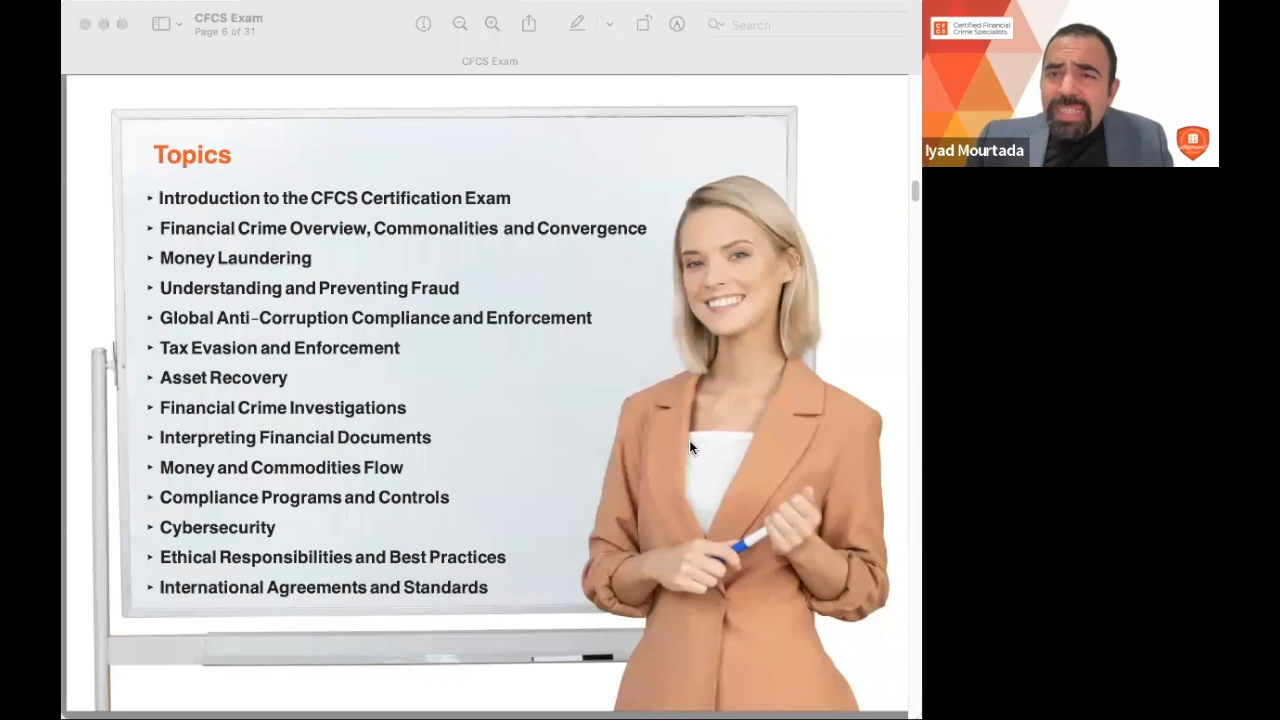 CFCS Exam
Page 6 of 31
Search
CFCS Exam
Topics
‣ Introduction to the CFCS Certification Exam
‣ Financial Crime Overview, Commonalities and Convergence
‣ Money Laundering
‣ Understanding and Preventing Fraud
‣ Global Anti-Corruption Compliance and Enforcement
‣ Tax Evasion and Enforcement
‣ Asset Recovery
‣ Financial Crime Investigations
‣ Interpreting Financial Documents
‣ Money and Commodities Flow
‣ Compliance Programs and Controls
‣ Cybersecurity
‣ Ethical Responsibilities and Best Practices
‣ International Agreements and Standards
CF
CS
Certified Financial
Crime Specialists
Iyad Mourtada